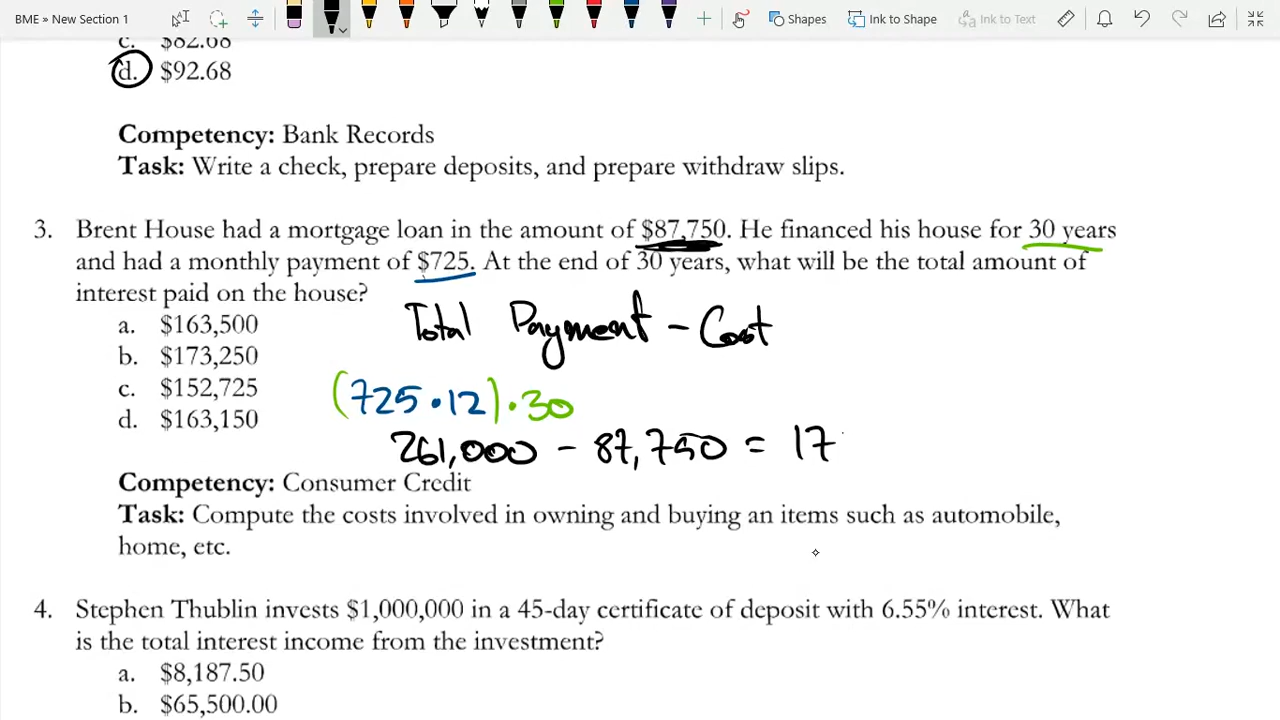 BME » New Section 1
Shapes
Ink to Shape
Ink to Text
c. $82.68
d. $92.68
Competency: Bank Records
Task: Write a check, prepare deposits, and prepare withdraw slips.
3. Brent House had a mortgage loan in the amount of $87,750. He financed his house for 30 years
and had a monthly payment of $725. At the end of 30 years, what will be the total amount of
interest paid on the house?
Total Payment - Cost
a. $163,500
b. $173,250
c. $152,725
(725 · 12) · 30
d. $163,150
261,000 - 87,750 = 17
Competency: Consumer Credit
Task: Compute the costs involved in owning and buying an items such as automobile,
home, etc.
4. Stephen Thublin invests $1,000,000 in a 45-day certificate of deposit with 6.55% interest. What
is the total interest income from the investment?
a. $8,187.50
b. $65,500.00